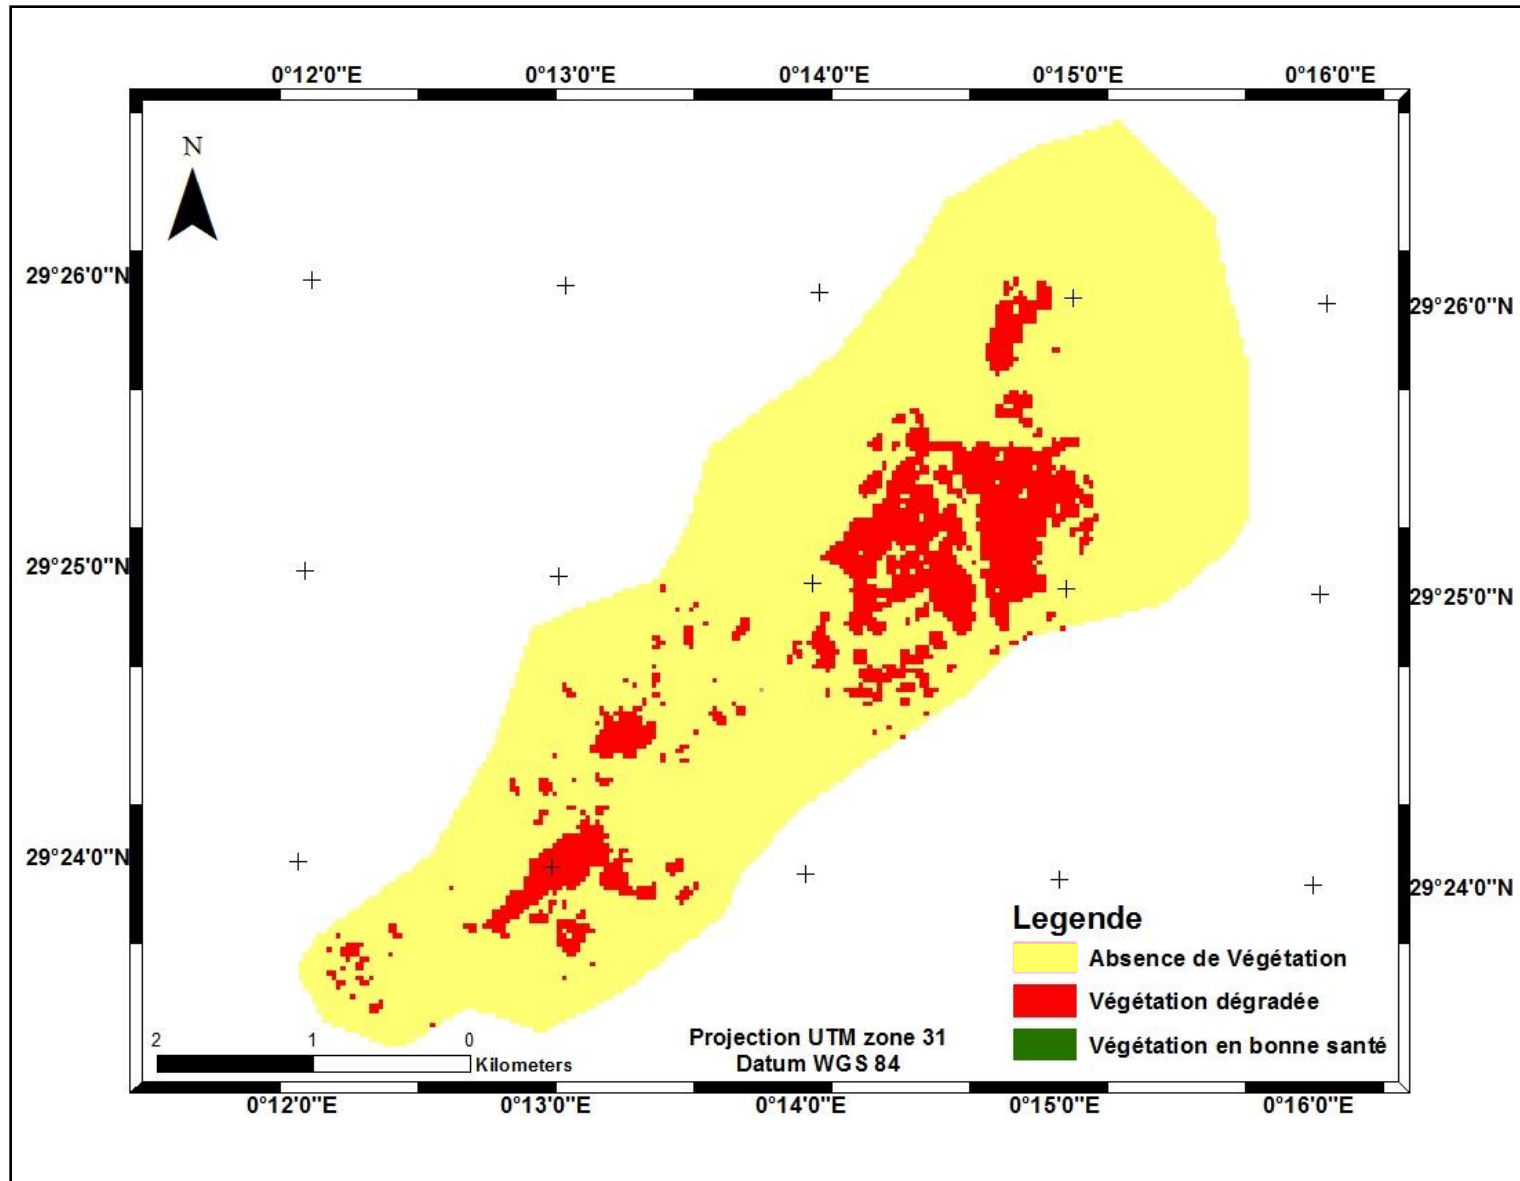 0°12'0"E 0°13'0"E 0°14'0"E 0°15'0"E 0°16'0"E
N
29°26'0"N
29°26'0"N
29°25'0"N
29°25'0"N
29°24'0"N
29°24'0"N
Legende
Absence de Végétation
Végétation dégradée
Végétation en bonne santé
Projection UTM zone 31
Datum WGS 84
2 1 0
Kilometers
0°12'0"E 0°13'0"E 0°14'0"E 0°15'0"E 0°16'0"E